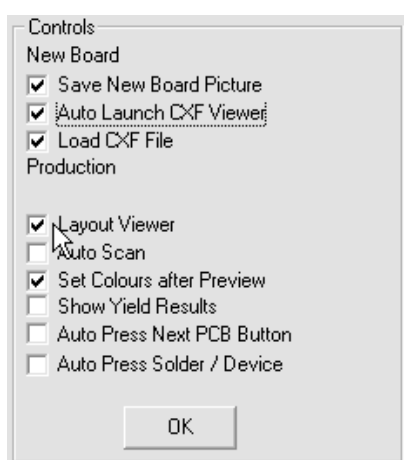 Controls
New Board
Save New Board Picture
Auto Launch CXF Viewer
Load CXF File
Production
Layout Viewer
Auto Scan
Set Colours after Preview
Show Yield Results
Auto Press Next PCB Button
Auto Press Solder / Device
OK